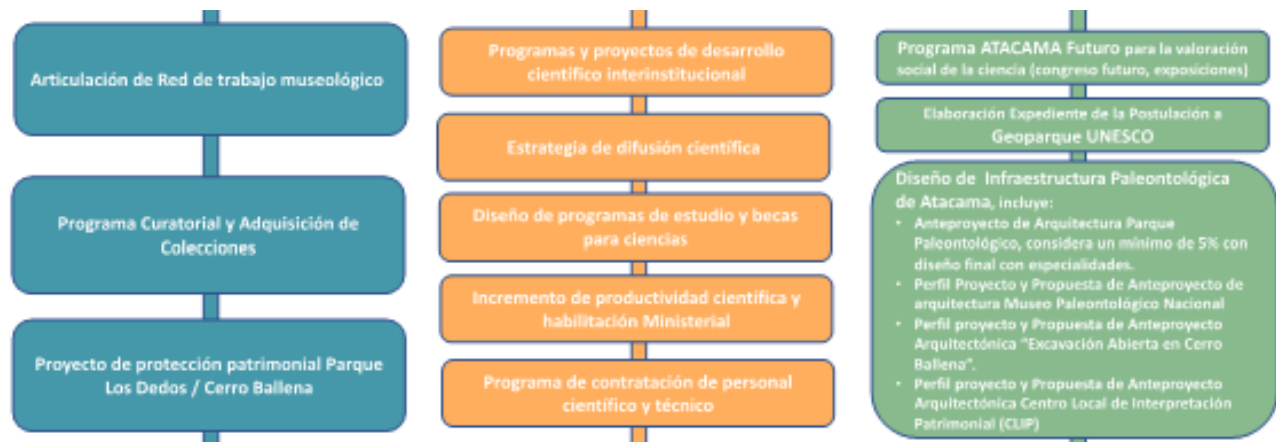 Articulación de Red de trabajo museológico
Programa Curatorial y Adquisición de
Colecciones
Proyecto de protección patrimonial Parque
Los Dedos / Cerro Ballena
Programas y proyectos de desarrollo
científico interinstitucional
Estrategia de difusión científica
Diseño de programas de estudio y becas
para ciencias
Incremento de productividad científica y
habilitación Ministerial
Programa de contratación de personal
científico y técnico
Programa ATACAMA Futuro para la valoración
social de la ciencia (congreso futuro, exposiciones)
Elaboración Expediente de la Postulación a
Geoparque UNESCO
Diseño de Infraestructura Paleontológica
de Atacama, incluye:
• Anteproyecto de Arquitectura Parque
Paleontológico, considera un mínimo de 5% con
diseño final con especialidades.
• Perfil Proyecto y Propuesta de Anteproyecto de
arquitectura Museo Paleontológico Nacional
• Perfil proyecto y Propuesta de Anteproyecto
Arquitectónica "Excavación Abierta en Cerro
Ballena".
• Perfil proyecto y Propuesta de Anteproyecto
Arquitectónica Centro Local de Interpretación
Patrimonial (CLIP)